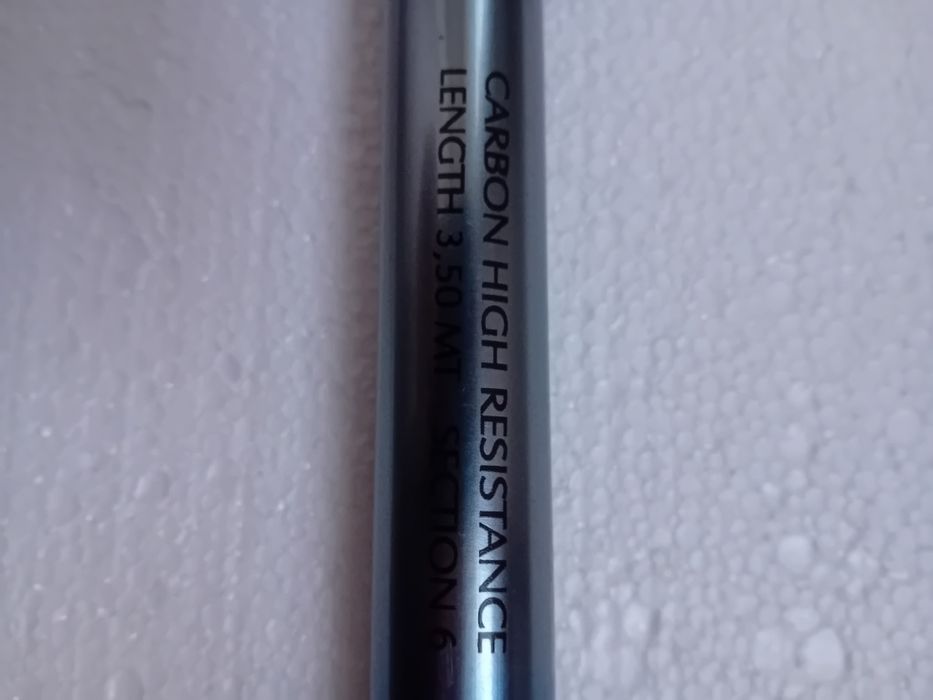 CARBON HIGH RESISTANCE
LENGTH 3,50 MT SECTION 6